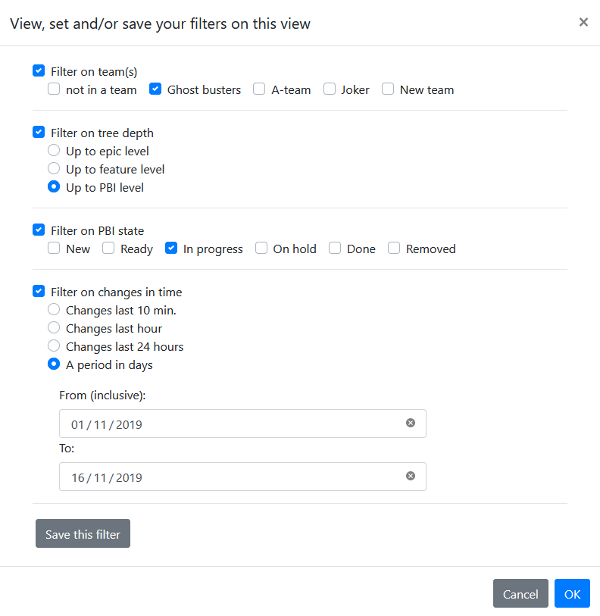 View, set and/or save your filters on this view
×
Filter on team(s)
not in a team Ghost busters A-team Joker New team
Filter on tree depth
Up to epic level
Up to feature level
Up to PBI level
Filter on PBI state
New Ready In progress On hold Done Removed
Filter on changes in time
Changes last 10 min.
Changes last hour
Changes last 24 hours
A period in days
From (inclusive):
01/11/2019
To:
16/11/2019
Save this filter
Cancel OK